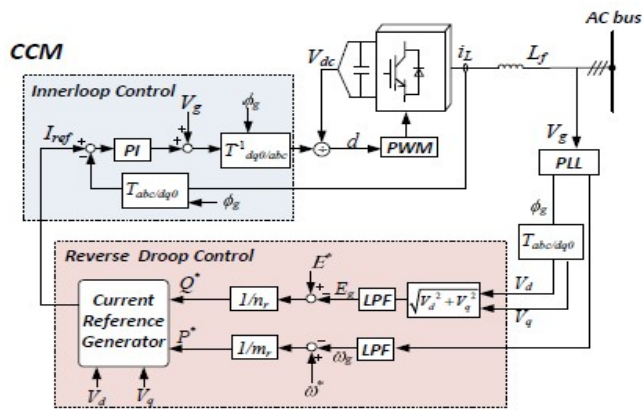 AC bus
CCM
V_dc
i_L
L_f
Innerloop Control
ϕ_g
V_g
I_ref
+
−
PI
+
+
T^-1_dq0/abc
÷
d
PWM
V_g
PLL
T_abc/dq0
ϕ_g
ϕ_g
T_abc/dq0
Reverse Droop Control
E*
Q*
1/n_r
+
−
E_g
LPF
√V_d^2+V_q^2
V_d
V_q
Current
Reference
Generator
P*
1/m_r
−
+
ω_g
LPF
ω*
V_d
V_q